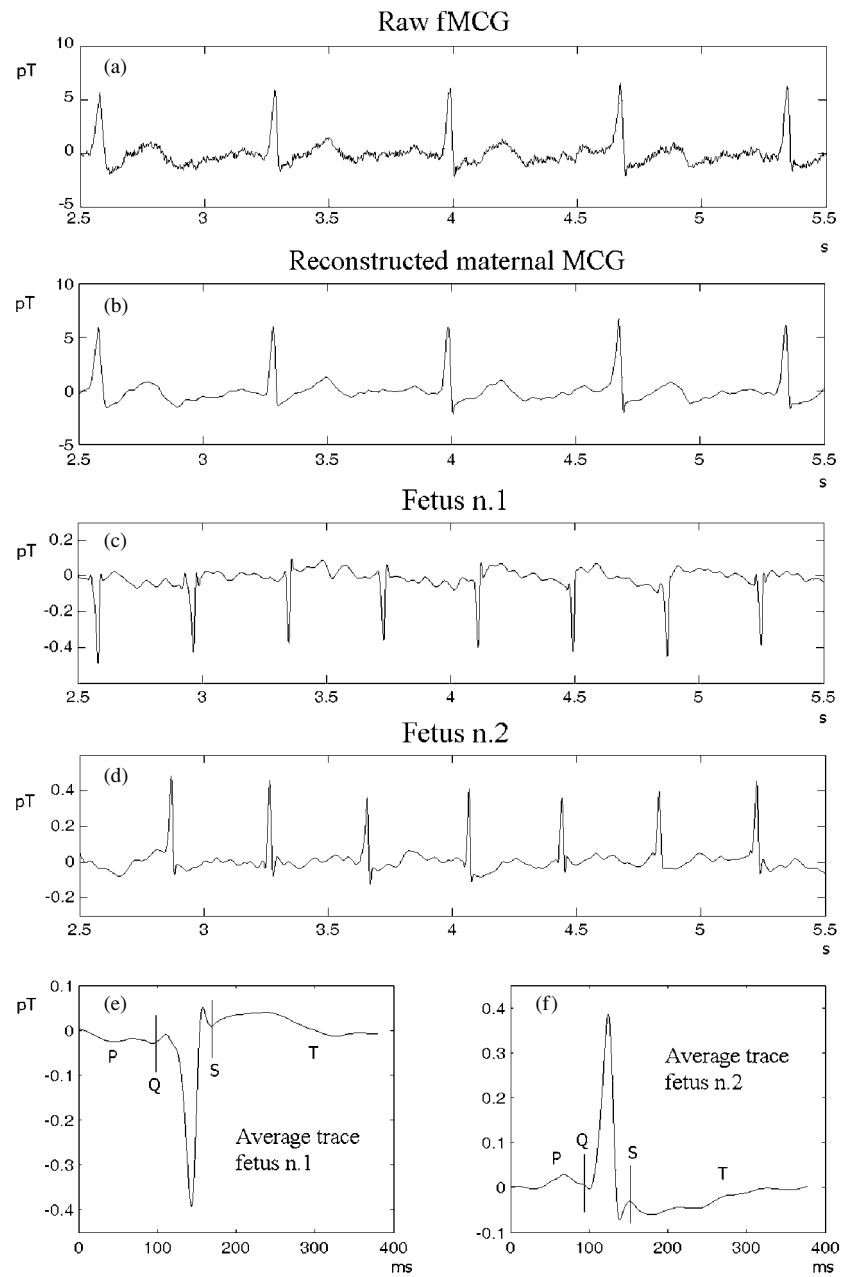 Raw fMCG
10
pT
(a)
5
0
-5
2.5 3 3.5 4 4.5 5 5.5
s
Reconstructed maternal MCG
10
pT
(b)
5
0
-5
2.5 3 3.5 4 4.5 5 5.5
s
Fetus n.1
0.2
pT
(c)
0
-0.2
-0.4
2.5 3 3.5 4 4.5 5 5.5
s
Fetus n.2
(d)
0.4
pT
0.2
0
-0.2
2.5 3 3.5 4 4.5 5 5.5
s
0.1
pT
(e)
0
P
Q
S
T
-0.1
-0.2
Average trace
fetus n.1
-0.3
-0.4
0 100 200 300 400
ms
(f)
0.4
Average trace
fetus n.2
0.3
0.2
0.1
P
Q
S
T
0
-0.1
0 100 200 300 400
ms